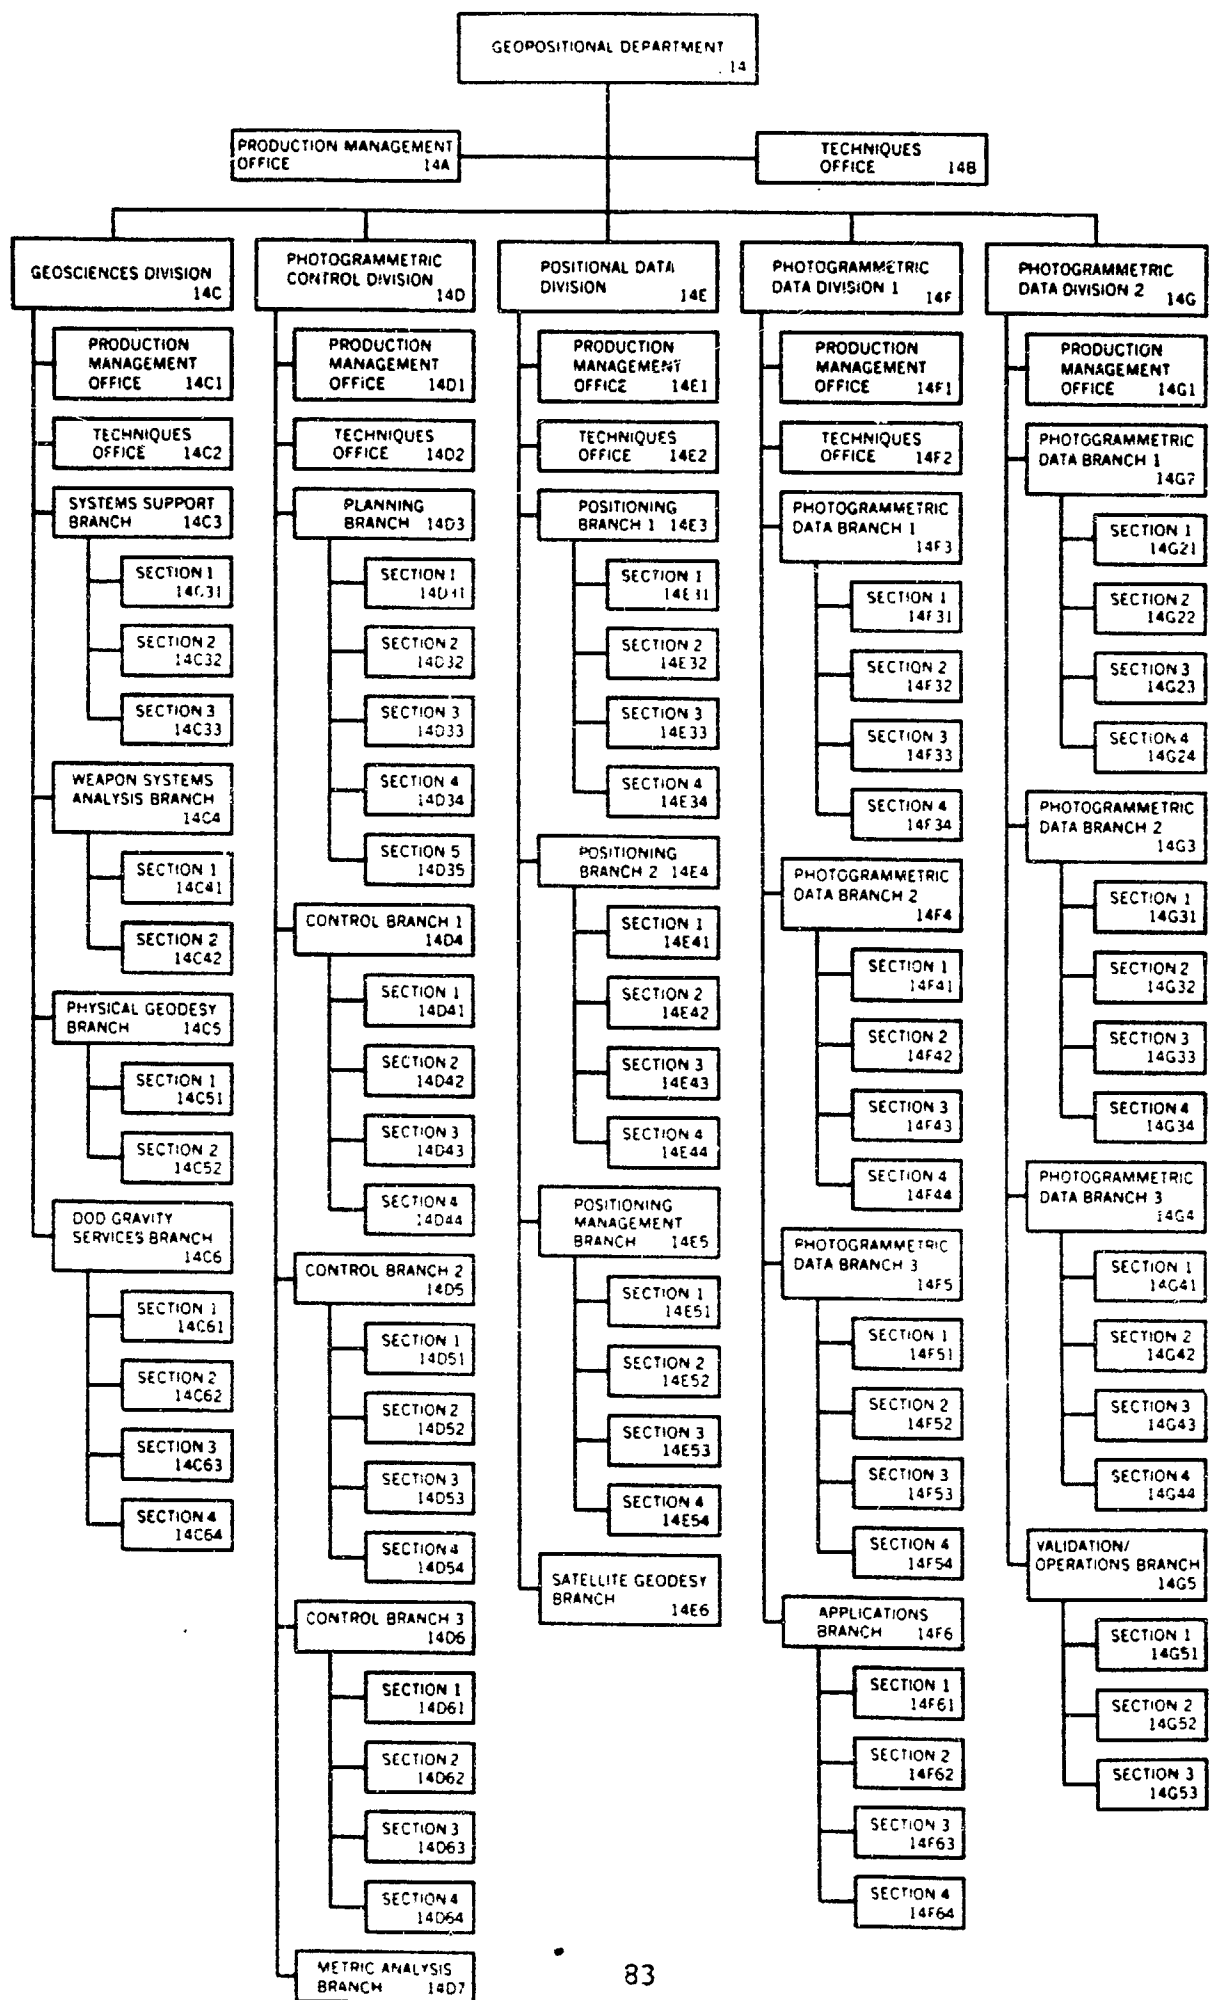 GEOPOSITIONAL DEPARTMENT
14
PRODUCTION MANAGEMENT
OFFICE 14A
TECHNIQUES
OFFICE 14B
GEOSCIENCES DIVISION
14C
PRODUCTION
MANAGEMENT
OFFICE 14C1
TECHNIQUES
OFFICE 14C2
SYSTEMS SUPPORT
BRANCH 14C3
SECTION 1
14C31
SECTION 2
14C32
SECTION 3
14C33
WEAPON SYSTEMS
ANALYSIS BRANCH
14C4
SECTION 1
14C41
SECTION 2
14C42
PHYSICAL GEODESY
BRANCH 14C5
SECTION 1
14C51
SECTION 2
14C52
DOD GRAVITY
SERVICES BRANCH
14C6
SECTION 1
14C61
SECTION 2
14C62
SECTION 3
14C63
SECTION 4
14C64
PHOTOGRAMMETRIC
CONTROL DIVISION
14D
PRODUCTION
MANAGEMENT
OFFICE 14D1
TECHNIQUES
OFFICE 14D2
PLANNING
BRANCH 14D3
SECTION 1
14D31
SECTION 2
14D32
SECTION 3
14D33
SECTION 4
14D34
SECTION 5
14D35
CONTROL BRANCH 1
14D4
SECTION 1
14D41
SECTION 2
14D42
SECTION 3
14D43
SECTION 4
14D44
CONTROL BRANCH 2
14D5
SECTION 1
14D51
SECTION 2
14D52
SECTION 3
14D53
SECTION 4
14D54
CONTROL BRANCH 3
14D6
SECTION 1
14D61
SECTION 2
14D62
SECTION 3
14D63
SECTION 4
14D64
METRIC ANALYSIS
BRANCH 14D7
POSITIONAL DATA
DIVISION
14E
PRODUCTION
MANAGEMENT
OFFICE 14E1
TECHNIQUES
OFFICE 14E2
POSITIONING
BRANCH 1 14E3
SECTION 1
14E31
SECTION 2
14E32
SECTION 3
14E33
SECTION 4
14E34
POSITIONING
BRANCH 2 14E4
SECTION 1
14E41
SECTION 2
14E42
SECTION 3
14E43
SECTION 4
14E44
POSITIONING
MANAGEMENT
BRANCH 14E5
SECTION 1
14E51
SECTION 2
14E52
SECTION 3
14E53
SECTION 4
14E54
SATELLITE GEODESY
BRANCH 14E6
PHOTOGRAMMETRIC
DATA DIVISION 1
14F
PRODUCTION
MANAGEMENT
OFFICE 14F1
TECHNIQUES
OFFICE 14F2
PHOTOGRAMMETRIC
DATA BRANCH 1
14F3
SECTION 1
14F31
SECTION 2
14F32
SECTION 3
14F33
SECTION 4
14F34
PHOTOGRAMMETRIC
DATA BRANCH 2
14F4
SECTION 1
14F41
SECTION 2
14F42
SECTION 3
14F43
SECTION 4
14F44
PHOTOGRAMMETRIC
DATA BRANCH 3
14F5
SECTION 1
14F51
SECTION 2
14F52
SECTION 3
14F53
SECTION 4
14F54
APPLICATIONS
BRANCH 14F6
SECTION 1
14F61
SECTION 2
14F62
SECTION 3
14F63
SECTION 4
14F64
PHOTOGRAMMETRIC
DATA DIVISION 2
14G
PRODUCTION
MANAGEMENT
OFFICE 14G1
PHOTOGRAMMETRIC
DATA BRANCH 1
14G2
SECTION 1
14G21
SECTION 2
14G22
SECTION 3
14G23
SECTION 4
14G24
PHOTOGRAMMETRIC
DATA BRANCH 2
14G3
SECTION 1
14G31
SECTION 2
14G32
SECTION 3
14G33
SECTION 4
14G34
PHOTOGRAMMETRIC
DATA BRANCH 3
14G4
SECTION 1
14G41
SECTION 2
14G42
SECTION 3
14G43
SECTION 4
14G44
VALIDATION/
OPERATIONS BRANCH
14G5
SECTION 1
14G51
SECTION 2
14G52
SECTION 3
14G53
83